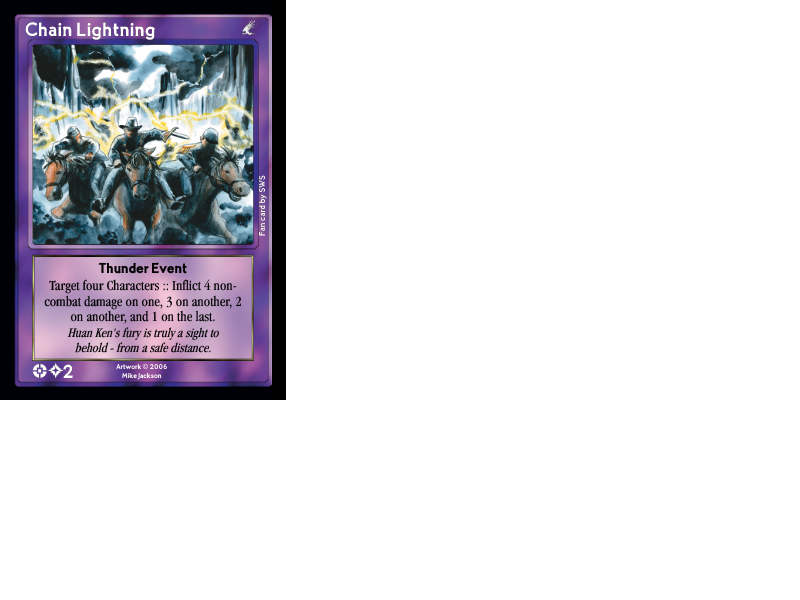 Chain Lightning
Fan card by SWS
Thunder Event
Target four Characters :: Inflict 4 non-
combat damage on one, 3 on another, 2
on another, and 1 on the last.
Huan Ken's fury is truly a sight to
behold - from a safe distance.
2
Artwork © 2006
Mike Jackson